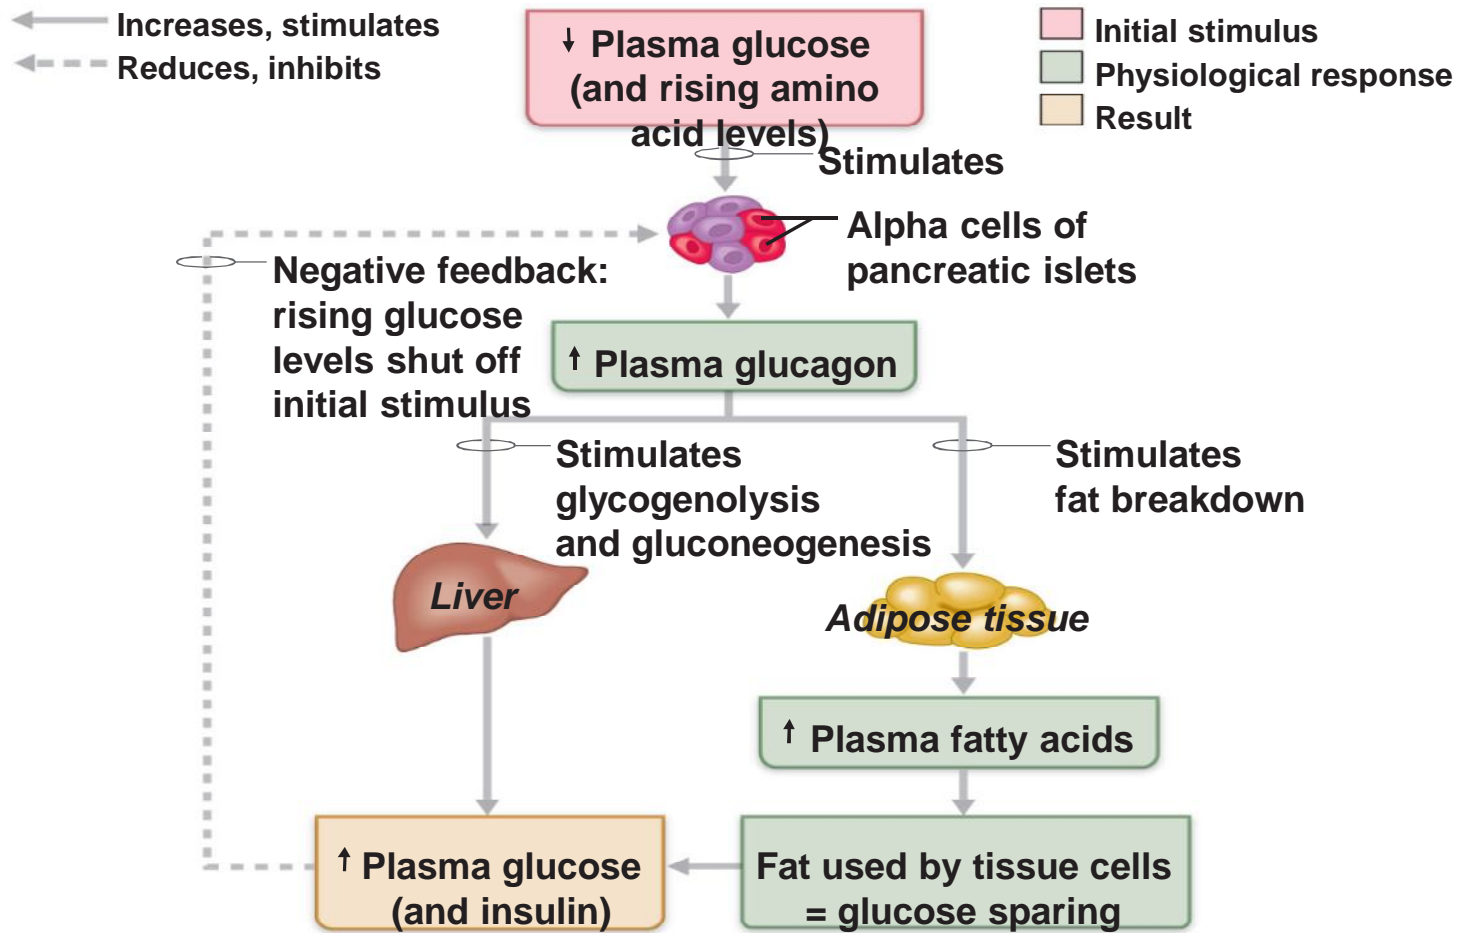 Increases, stimulates
Reduces, inhibits
↓ Plasma glucose
(and rising amino
acid levels)
Initial stimulus
Physiological response
Result
Stimulates
Alpha cells of
pancreatic islets
Negative feedback:
rising glucose
levels shut off
initial stimulus
↑ Plasma glucagon
Stimulates
glycogenolysis
and gluconeogenesis
Stimulates
fat breakdown
Liver
Adipose tissue
↑ Plasma fatty acids
↑ Plasma glucose
(and insulin)
Fat used by tissue cells
= glucose sparing